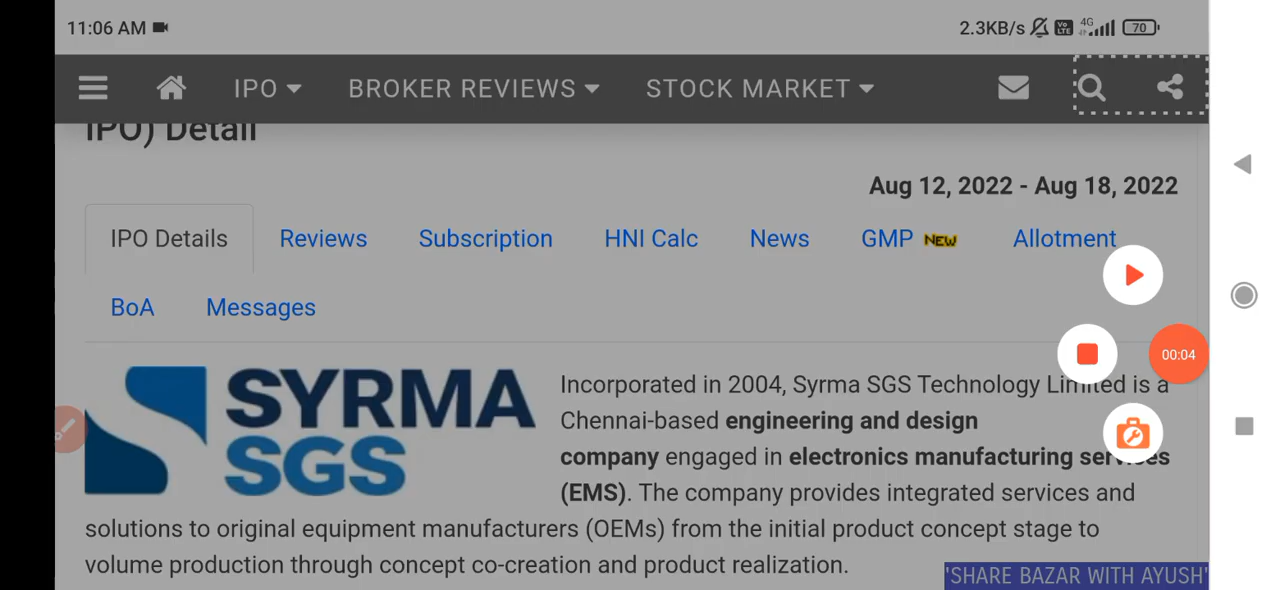 11:06 AM 2.3KB/s Vo LTE 4G 70
IPO BROKER REVIEWS STOCK MARKET
IPO) Detail
Aug 12, 2022 - Aug 18, 2022
IPO Details Reviews Subscription HNI Calc News GMP NEW Allotment
BoA Messages
00:04
SYRMA
SGS
Incorporated in 2004, Syrma SGS Technology Limited is a
Chennai-based engineering and design
company engaged in electronics manufacturing services
(EMS). The company provides integrated services and
solutions to original equipment manufacturers (OEMs) from the initial product concept stage to
volume production through concept co-creation and product realization.
'SHARE BAZAR WITH AYUSH'